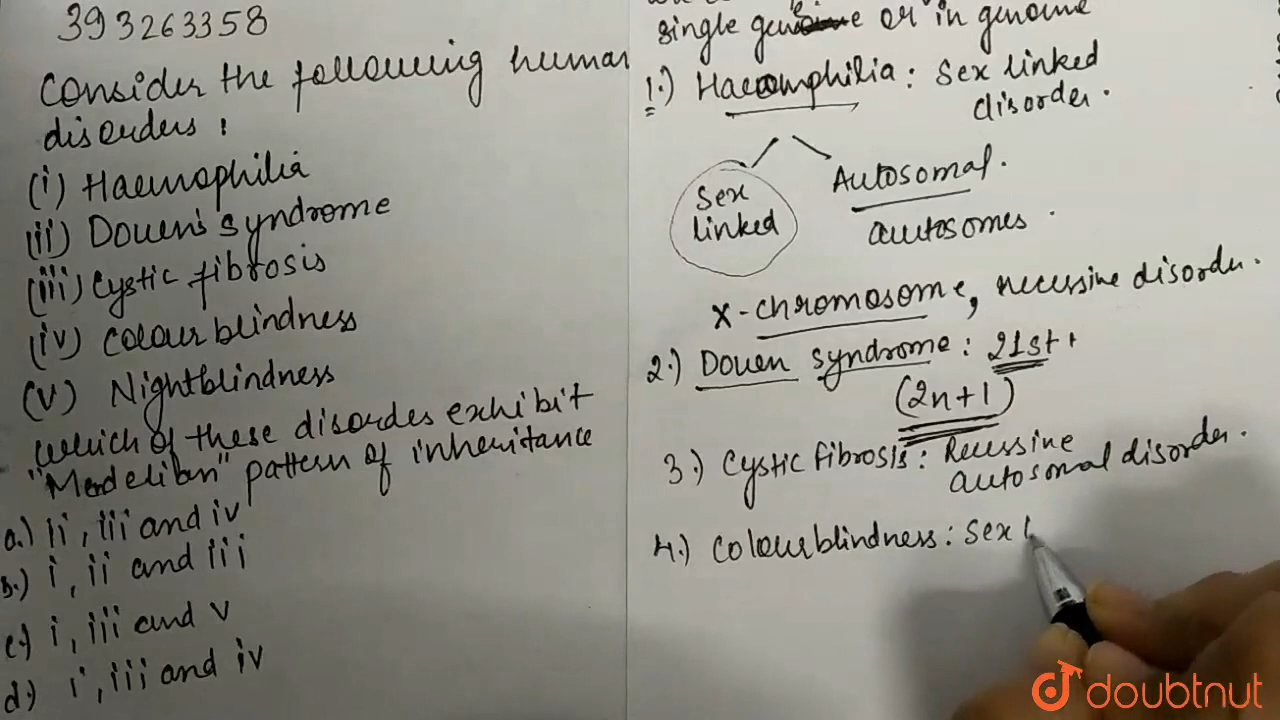 393263358
Consider the following human
disorders :
(i) Haemophilia
(ii) Down's syndrome
(iii) Cystic fibrosis
(iv) Colour blindness
(v) Nightblindness
which of these disordes exhibit
"Mendelian" pattern of inheritance
a.) ii, iii and iv
b.) i, ii and iii
c.) i, iii and v
d.) i, iii and iv
single gene or in genome
1.) Haemphilia : Sex linked
disorder.
Sex
linked
Autosomal.
autosomes.
X-chromosome, recessive disorder.
2.) Down syndrome : 21st
(2n+1)
3.) Cystic fibrosis : Recessive
autosomal disorder.
4.) Colourblindness : Sex l
doubtnut